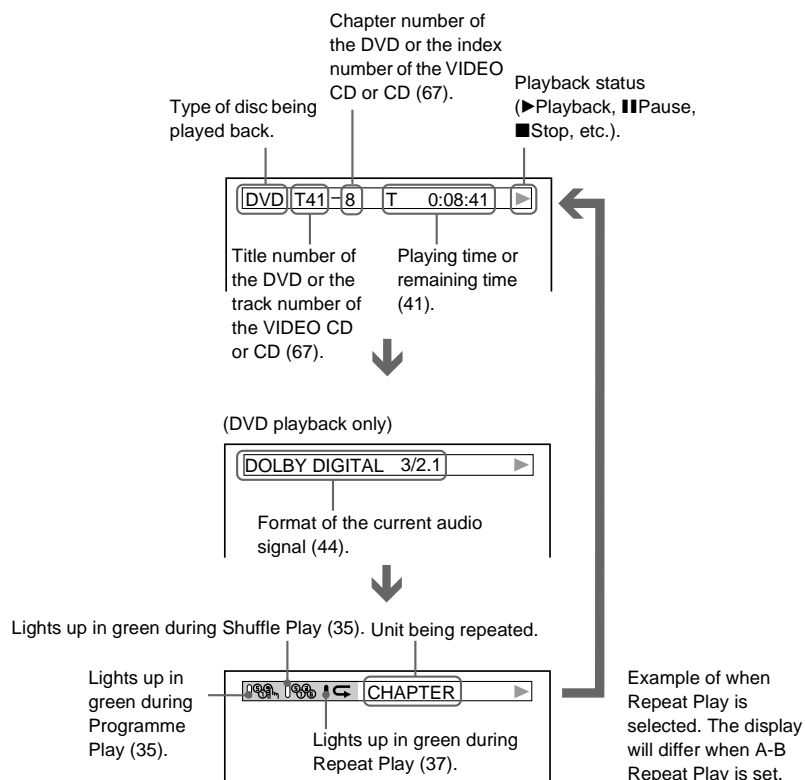 Chapter number of
the DVD or the index
number of the VIDEO
CD or CD (67).
Playback status
(▶Playback, ❚❚Pause,
■Stop, etc.).
Type of disc being
played back.
DVD T41 - 8 T 0:08:41 ▶
Title number of
the DVD or the
track number of
the VIDEO CD
or CD (67).
Playing time or
remaining time
(41).
(DVD playback only)
DOLBY DIGITAL 3/2.1 ▶
Format of the current audio
signal (44).
Lights up in green during Shuffle Play (35).
Unit being repeated.
Lights up in
green during
Programme
Play (35).
CHAPTER ▶
Lights up in green during
Repeat Play (37).
Example of when
Repeat Play is
selected. The display
will differ when A-B
Repeat Play is set.